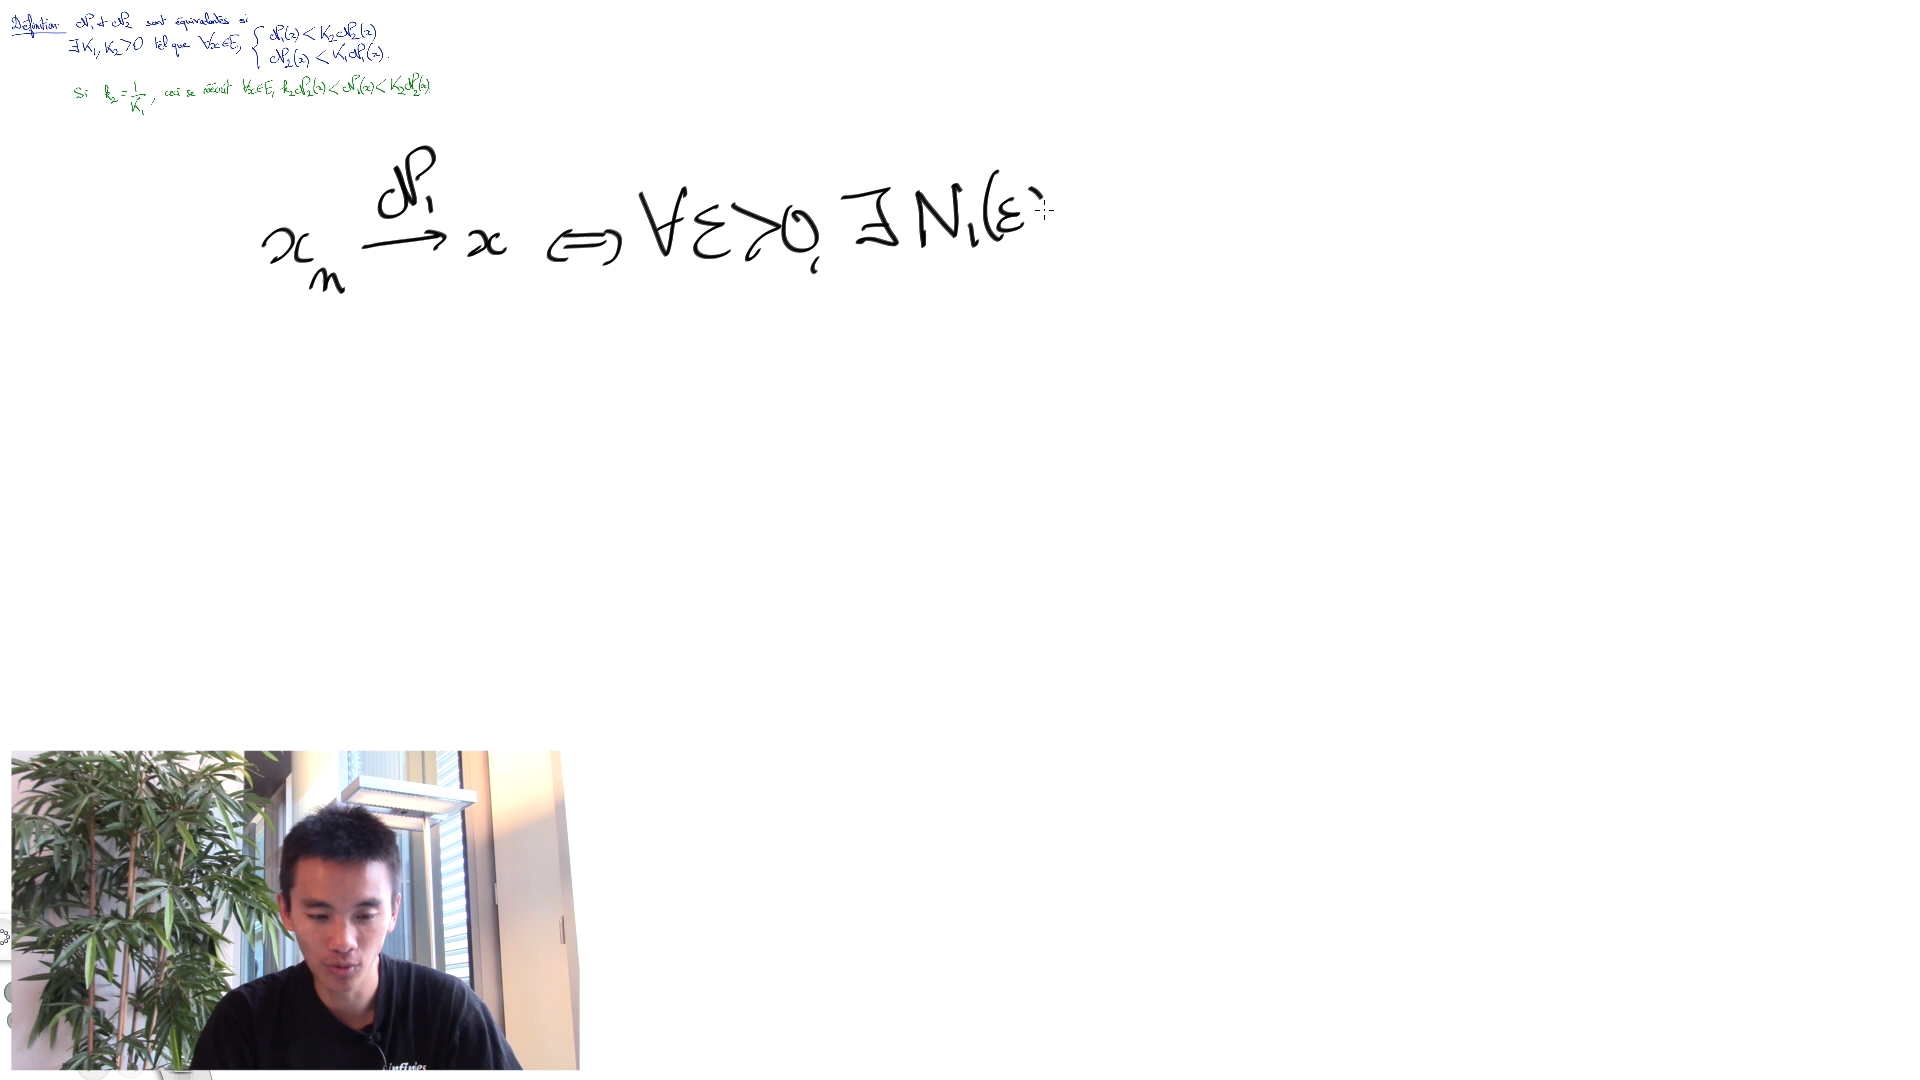 Définition 𝒩₁ et 𝒩₂ sont équivalentes si
∃ K₁, K₂ > 0 tel que ∀x∈E, { 𝒩₁(x) < K₂𝒩₂(x)
𝒩₂(x) < K₁𝒩₁(x).
Si k₂ = 1/K₁, ceci se réécrit ∀x∈E, k₂𝒩₂(x) < 𝒩₁(x) < K₂𝒩₂(x)
xₙ —𝒩₁→ x ⇔ ∀ε>0, ∃ N₁(ε)
infinies